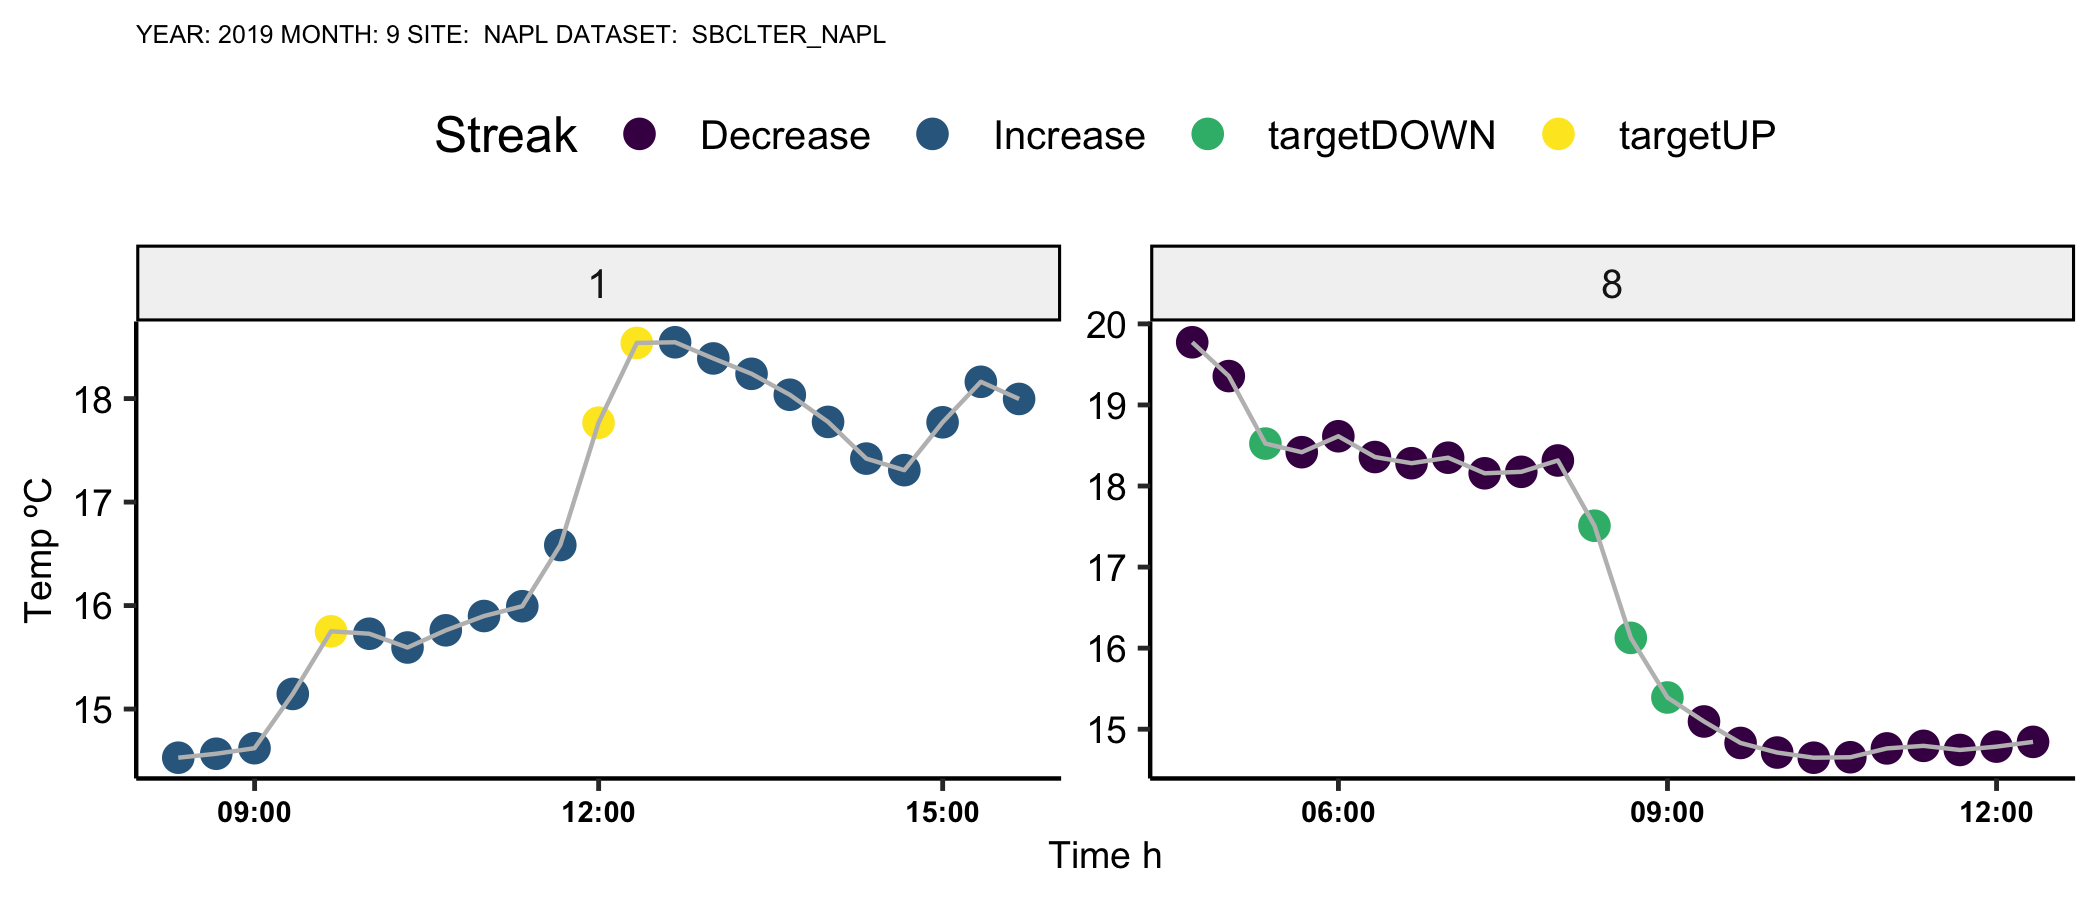 YEAR: 2019 MONTH: 9 SITE:  NAPL DATASET:  SBCLTER_NAPL
Streak Decrease Increase targetDOWN targetUP
1
8
Temp ºC
18
17
16
15
20
19
18
17
16
15
09:00 12:00 15:00
06:00 09:00 12:00
Time h